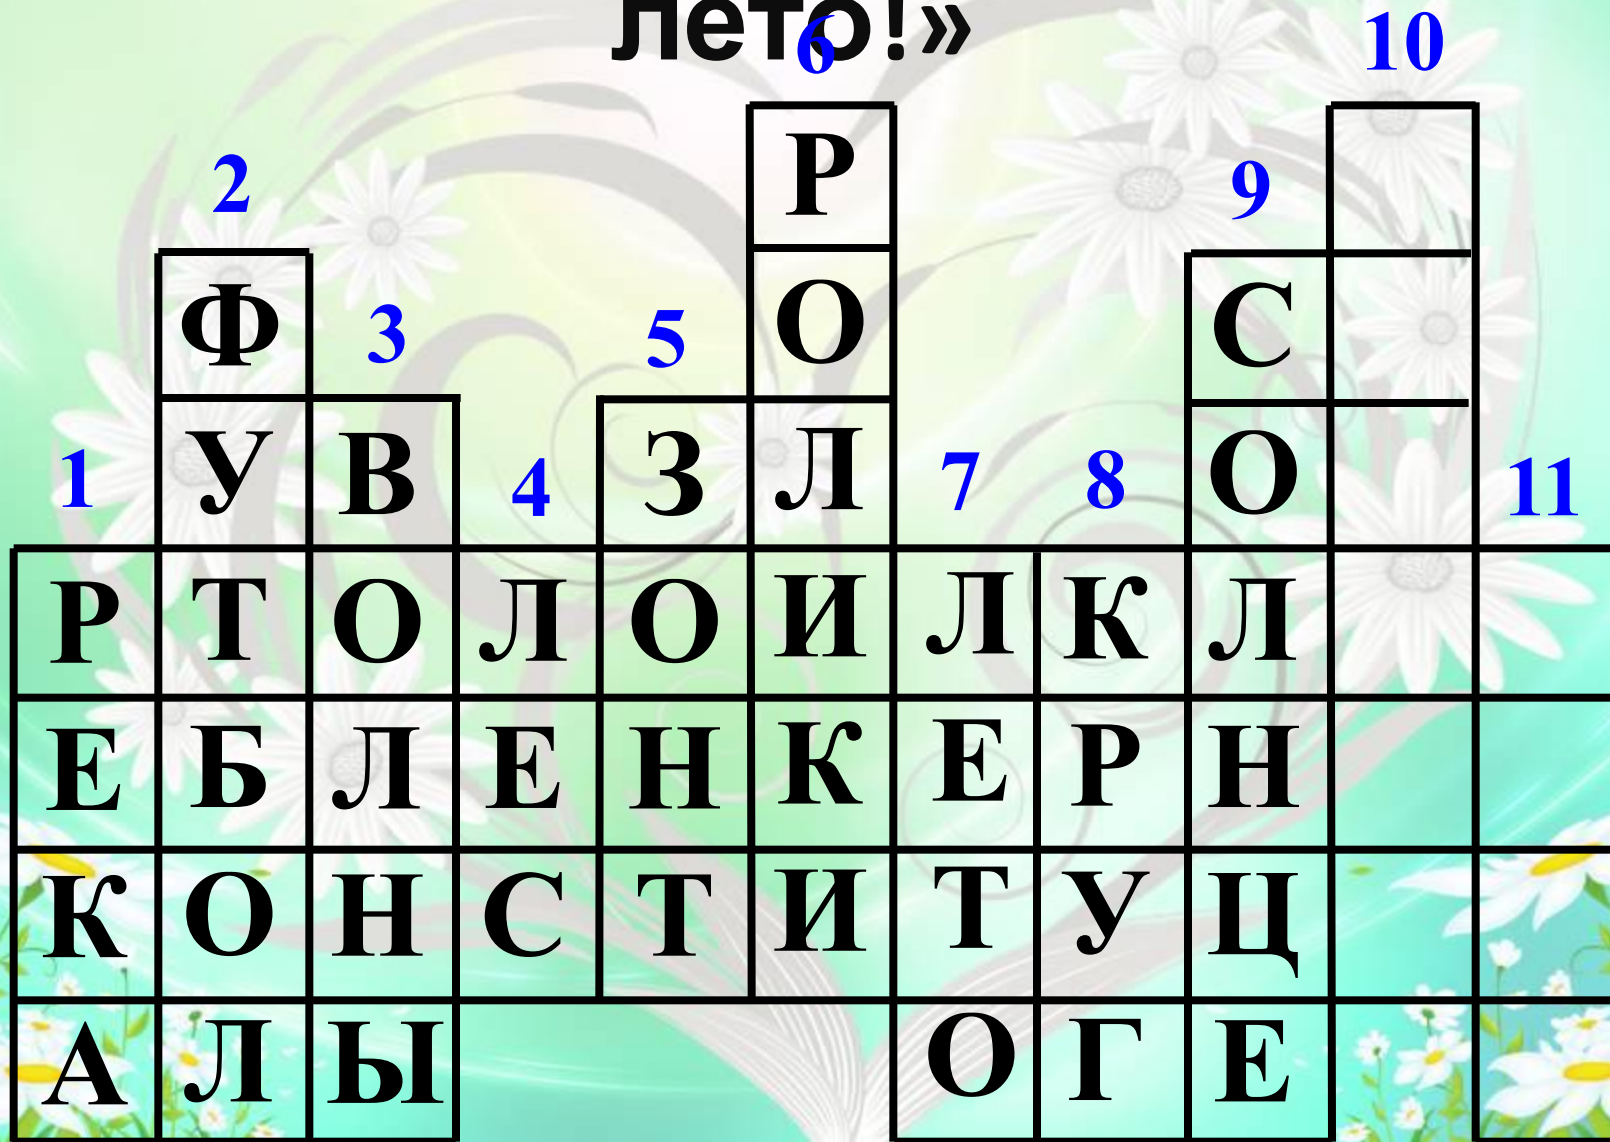 лето!»
6 10
Р
2 9
Ф 3 5 О С
1 У В 4 З Л 7 8 О 11
Р Т О Л О И Л К Л
Е Б Л Е Н К Е Р Н
К О Н С Т И Т У Ц
А Л Ы О Г Е